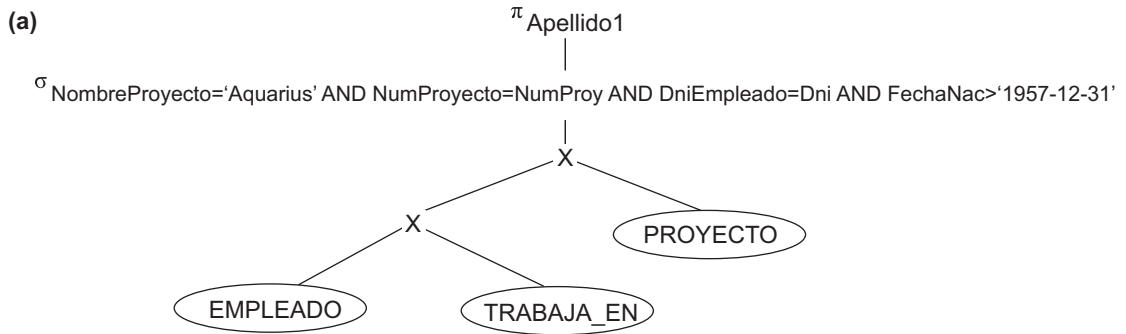 (a)
π Apellido1
σ NombreProyecto=‘Aquarius’ AND NumProyecto=NumProy AND DniEmpleado=Dni AND FechaNac>‘1957-12-31’
X
X
PROYECTO
EMPLEADO
TRABAJA_EN